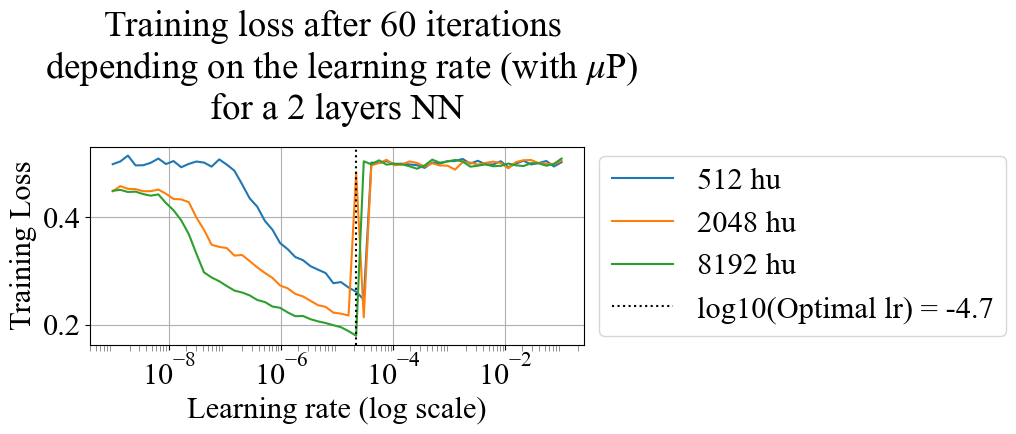 Training loss after 60 iterations
depending on the learning rate (with μP)
for a 2 layers NN
Training Loss
0.4
0.2
10⁻⁸ 10⁻⁶ 10⁻⁴ 10⁻²
Learning rate (log scale)
512 hu
2048 hu
8192 hu
log10(Optimal lr) = -4.7